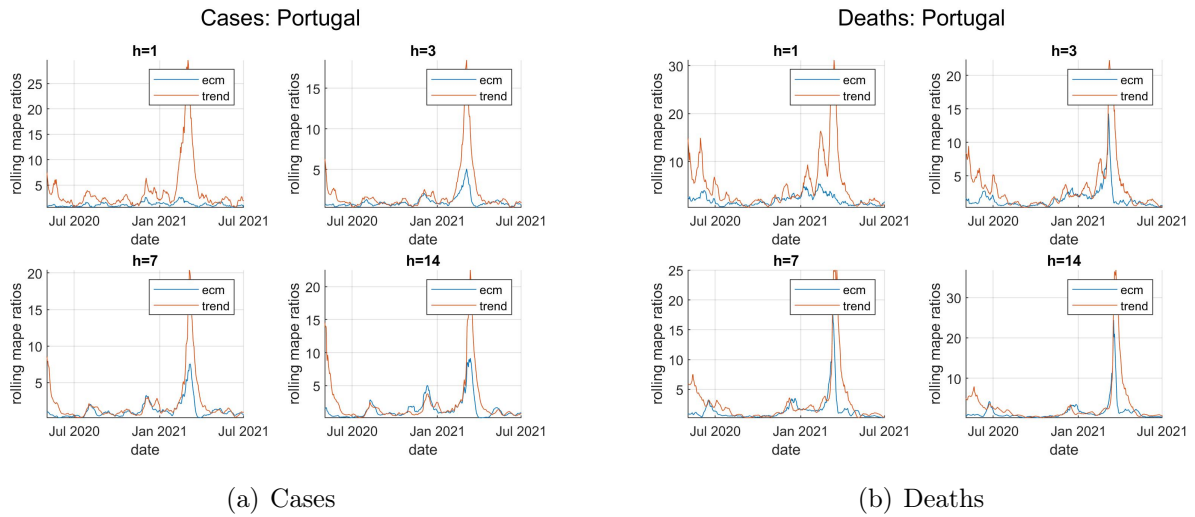 Cases: Portugal
h=1
rolling mape ratios
25
20
15
10
5
ecm
trend
Jul 2020 Jan 2021 Jul 2021
date
h=3
rolling mape ratios
15
10
5
ecm
trend
Jul 2020 Jan 2021 Jul 2021
date
h=7
rolling mape ratios
20
15
10
5
ecm
trend
Jul 2020 Jan 2021 Jul 2021
date
h=14
rolling mape ratios
20
15
10
5
ecm
trend
Jul 2020 Jan 2021 Jul 2021
date
(a) Cases
Deaths: Portugal
h=1
rolling mape ratios
30
20
10
ecm
trend
Jul 2020 Jan 2021 Jul 2021
date
h=3
rolling mape ratios
20
15
10
5
ecm
trend
Jul 2020 Jan 2021 Jul 2021
date
h=7
rolling mape ratios
25
20
15
10
5
ecm
trend
Jul 2020 Jan 2021 Jul 2021
date
h=14
rolling mape ratios
30
20
10
ecm
trend
Jul 2020 Jan 2021 Jul 2021
date
(b) Deaths